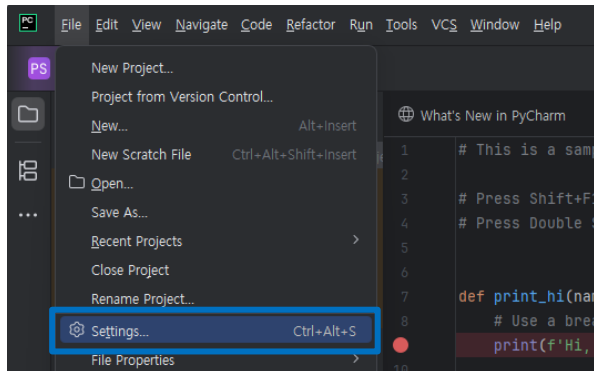 PC
File Edit View Navigate Code Refactor Run Tools VCS Window Help
PS
New Project...
Project from Version Control...
New... Alt+Insert
New Scratch File Ctrl+Alt+Shift+Insert
Open...
Save As...
Recent Projects
Close Project
Rename Project...
Settings... Ctrl+Alt+S
File Properties
What's New in PyCharm
1 # This is a sam
2
3 # Press Shift+F
4 # Press Double
5
6
7 def print_hi(na
8 # Use a brea
print(f'Hi,
10